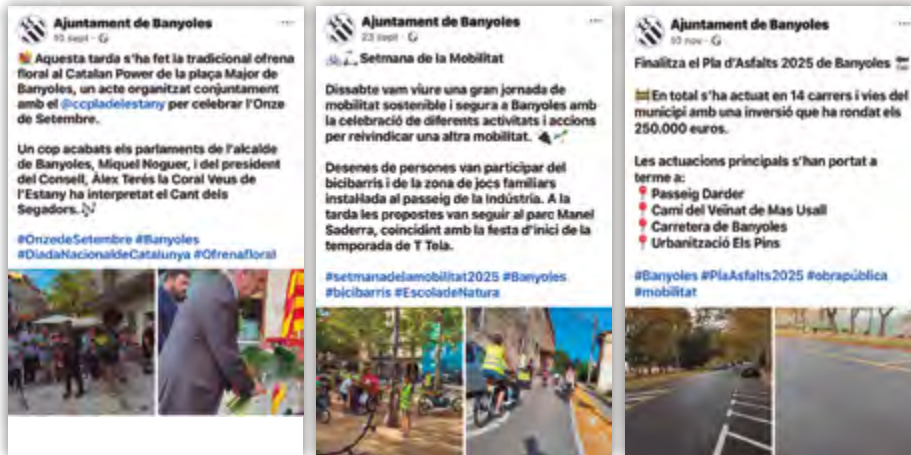 Ajuntament de Banyoles
10 sept ·
Aquesta tarda s'ha fet la tradicional ofrena
floral al Catalan Power de la plaça Major de
Banyoles, un acte organitzat conjuntament
amb el @ccpladelestany per celebrar l'Onze
de Setembre.
Un cop acabats els parlaments de l'alcalde
de Banyoles, Miquel Noguer, i del president
del Consell, Àlex Terés la Coral Veus de
l'Estany ha interpretat el Cant dels
Segadors.
#OnzedeSetembre #Banyoles
#DiadaNacionaldeCatalunya #Ofrenafloral
Ajuntament de Banyoles
23 sept ·
Setmana de la Mobilitat
Dissabte vam viure una gran jornada de
mobilitat sostenible i segura a Banyoles amb
la celebració de diferents activitats i accions
per reivindicar una altra mobilitat.
Desenes de persones van participar del
bicibarris i de la zona de jocs familiars
instal·lada al passeig de la Indústria. A la
tarda les propostes van seguir al parc Manel
Saderra, coincidint amb la festa d'inici de la
temporada de T Tela.
#setmanadelamobilitat2025 #Banyoles
#bicibarris #EscoladeNatura
Ajuntament de Banyoles
10 nov ·
Finalitza el Pla d'Asfalts 2025 de Banyoles
En total s'ha actuat en 14 carrers i vies del
municipi amb una inversió que ha rondat els
250.000 euros.
Les actuacions principals s'han portat a
terme a:
Passeig Darder
Camí del Veïnat de Mas Usall
Carretera de Banyoles
Urbanització Els Pins
#Banyoles #PlaAsfalts2025 #obrapública
#mobilitat